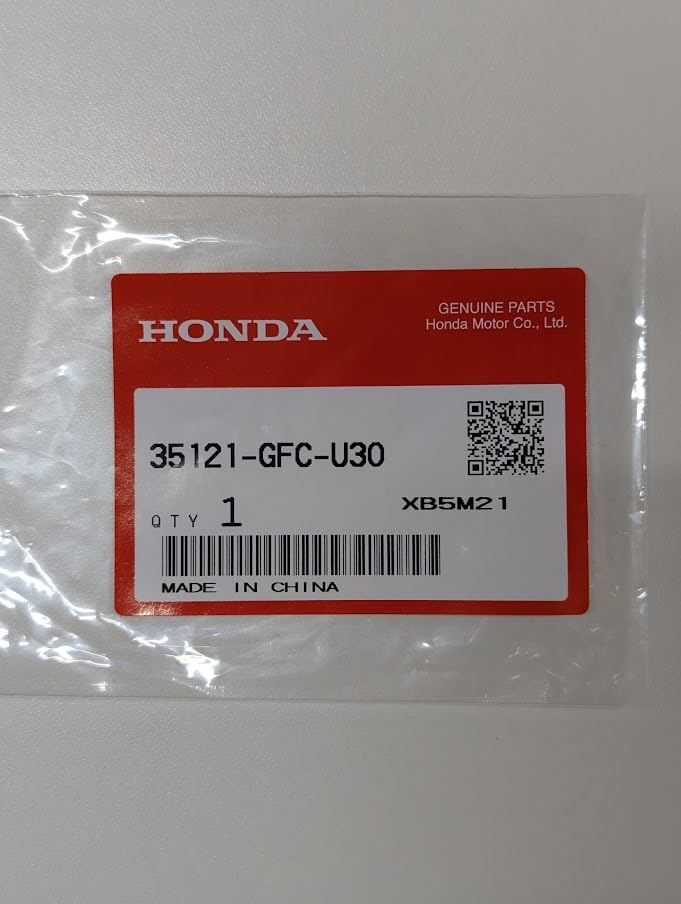 HONDA
GENUINE PARTS
Honda Motor Co., Ltd.
35121-GFC-U30
QTY 1
XB5M21
MADE IN CHINA